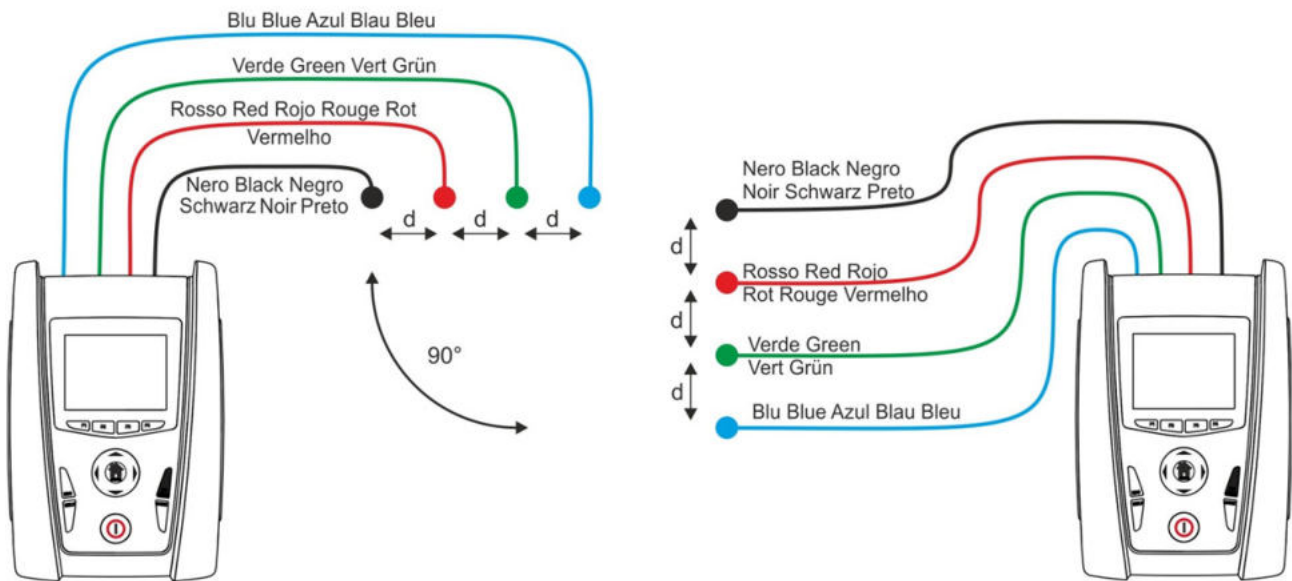 Blu Blue Azul Blau Bleu
Verde Green Vert Grün
Rosso Red Rojo Rouge Rot
Vermelho
Nero Black Negro
Schwarz Noir Preto
d
d
d
90°
Nero Black Negro
Noir Schwarz Preto
d
Rosso Red Rojo
Rot Rouge Vermelho
d
Verde Green
Vert Grün
d
Blu Blue Azul Blau Bleu